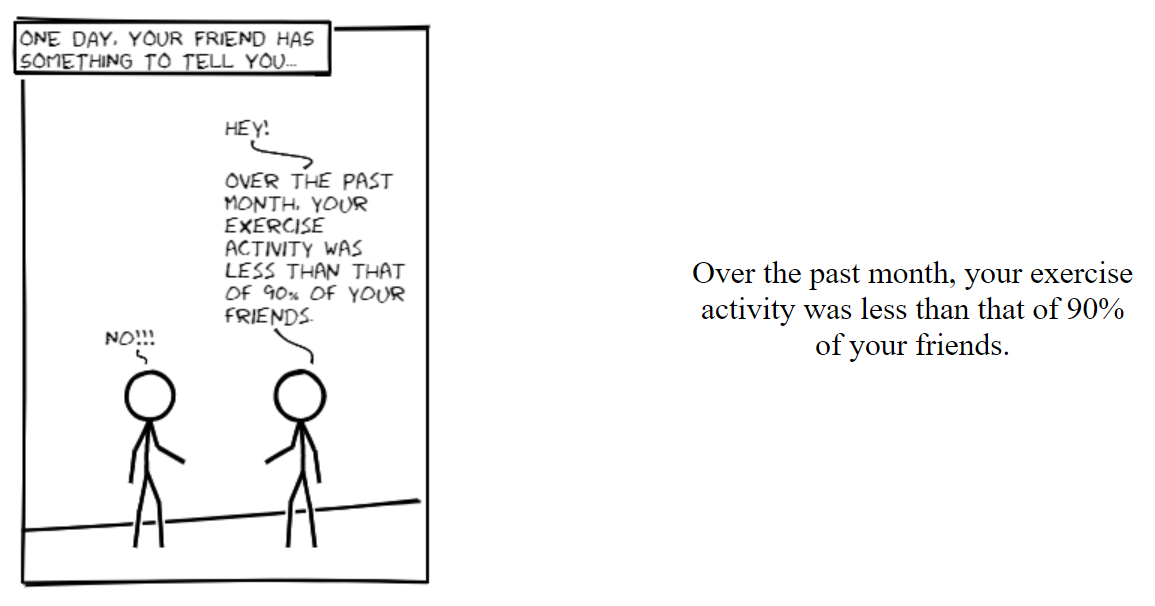 ONE DAY, YOUR FRIEND HAS
SOMETHING TO TELL YOU...
HEY!
OVER THE PAST
MONTH, YOUR
EXERCISE
ACTIVITY WAS
LESS THAN THAT
OF 90% OF YOUR
FRIENDS.
NO!!!
Over the past month, your exercise
activity was less than that of 90%
of your friends.